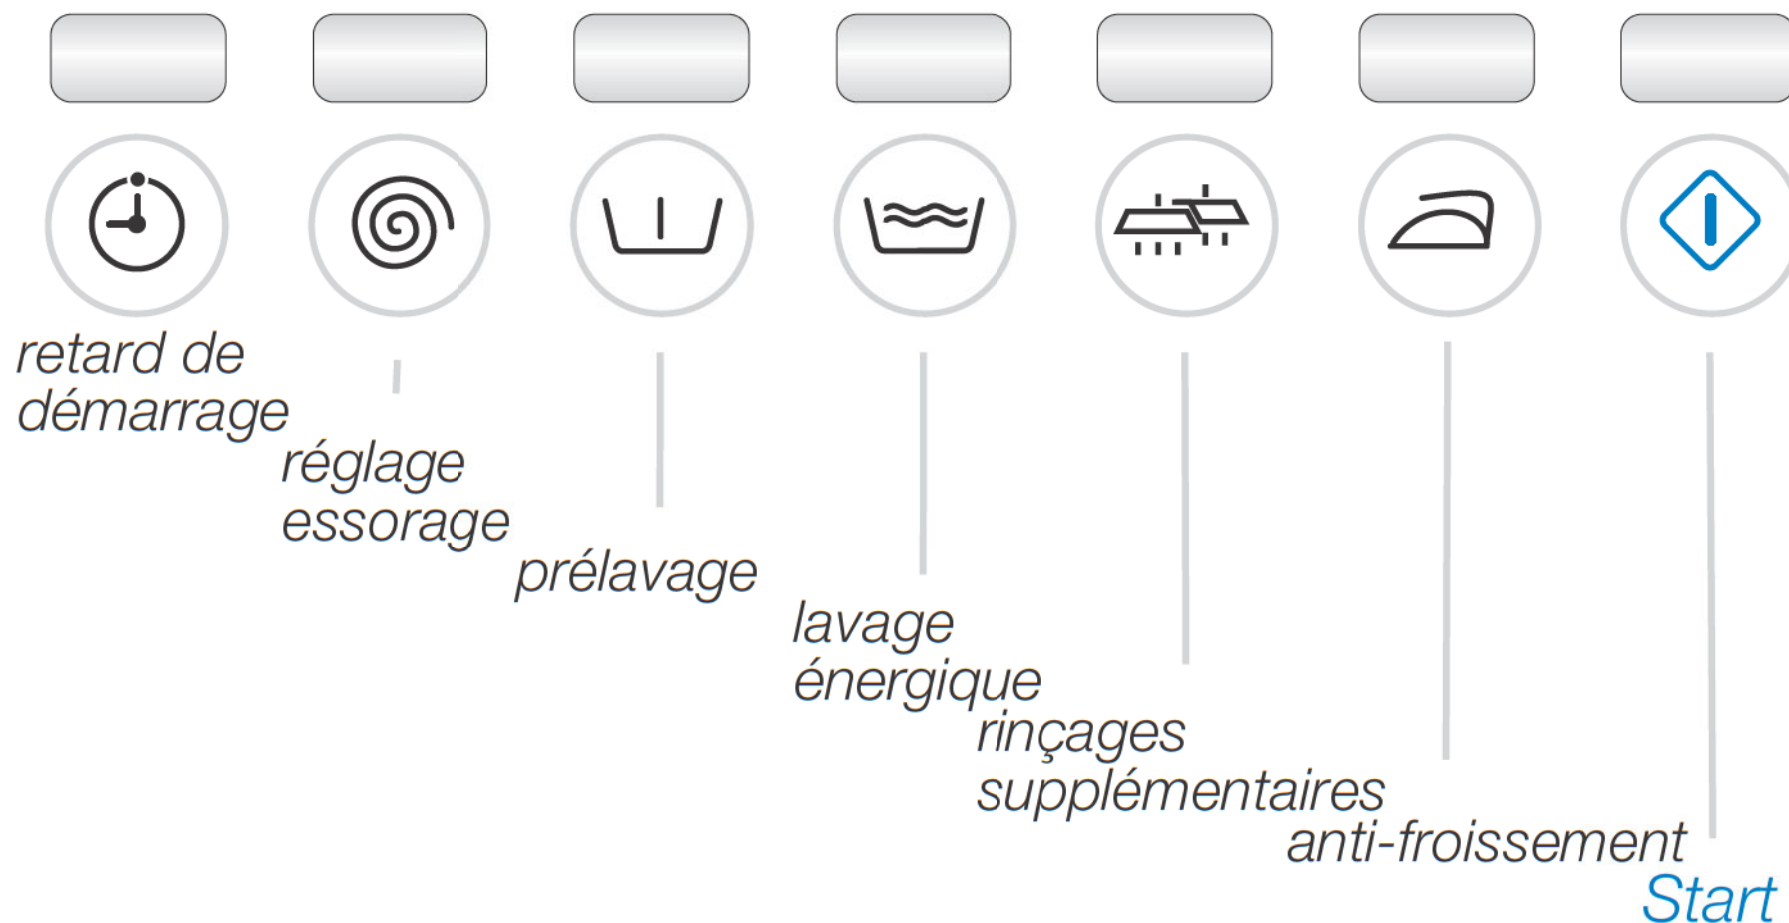 retard de
démarrage
réglage
essorage
prélavage
lavage
énergique
rinçages
supplémentaires
anti-froissement
Start